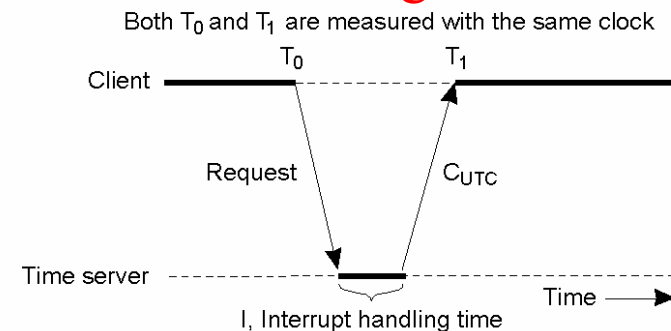 Both T₀ and T₁ are measured with the same clock
T₀
T₁
Client
Request
C_UTC
Time server
Time
I, Interrupt handling time